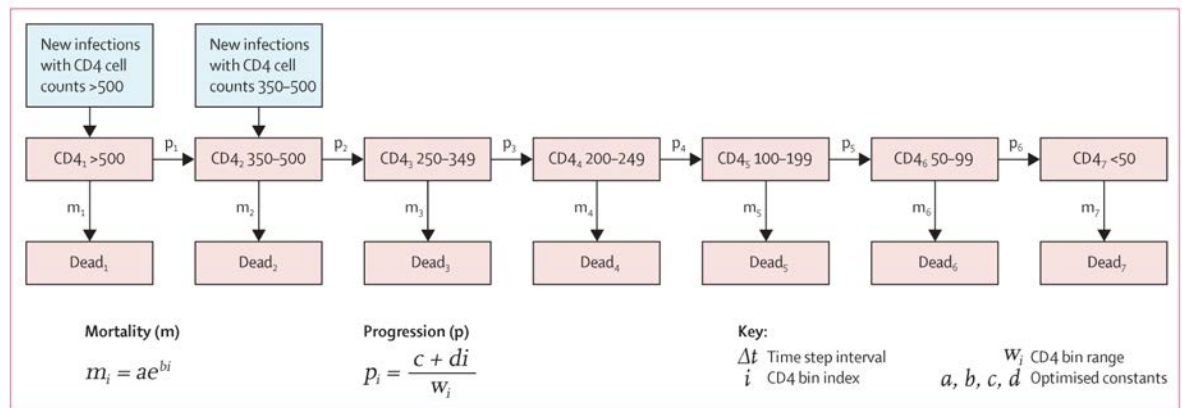 New infections
with CD4 cell
counts >500
New infections
with CD4 cell
counts 350–500
CD4₁ >500
p₁
CD4₂ 350–500
p₂
CD4₃ 250–349
p₃
CD4₄ 200–249
p₄
CD4₅ 100–199
p₅
CD4₆ 50–99
p₆
CD4₇ <50
m₁
m₂
m₃
m₄
m₅
m₆
m₇
Dead₁
Dead₂
Dead₃
Dead₄
Dead₅
Dead₆
Dead₇
Mortality (m)
mᵢ = ae^{bi}
Progression (p)
pᵢ = \frac{c + di}{wᵢ}
Key:
Δt Time step interval
i CD4 bin index
wᵢ CD4 bin range
a, b, c, d Optimised constants